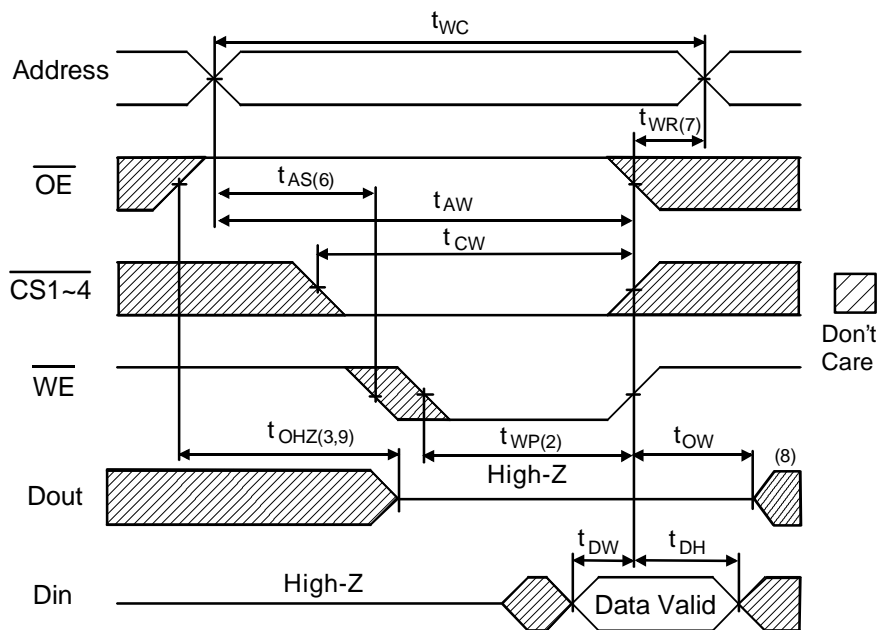 tWC
Address
tWR(7)
OE
tAS(6)
tAW
tCW
CS1~4
Don't
Care
WE
tOHZ(3,9)
tWP(2)
tOW
High-Z
(8)
Dout
tDW
tDH
High-Z
Din
Data Valid